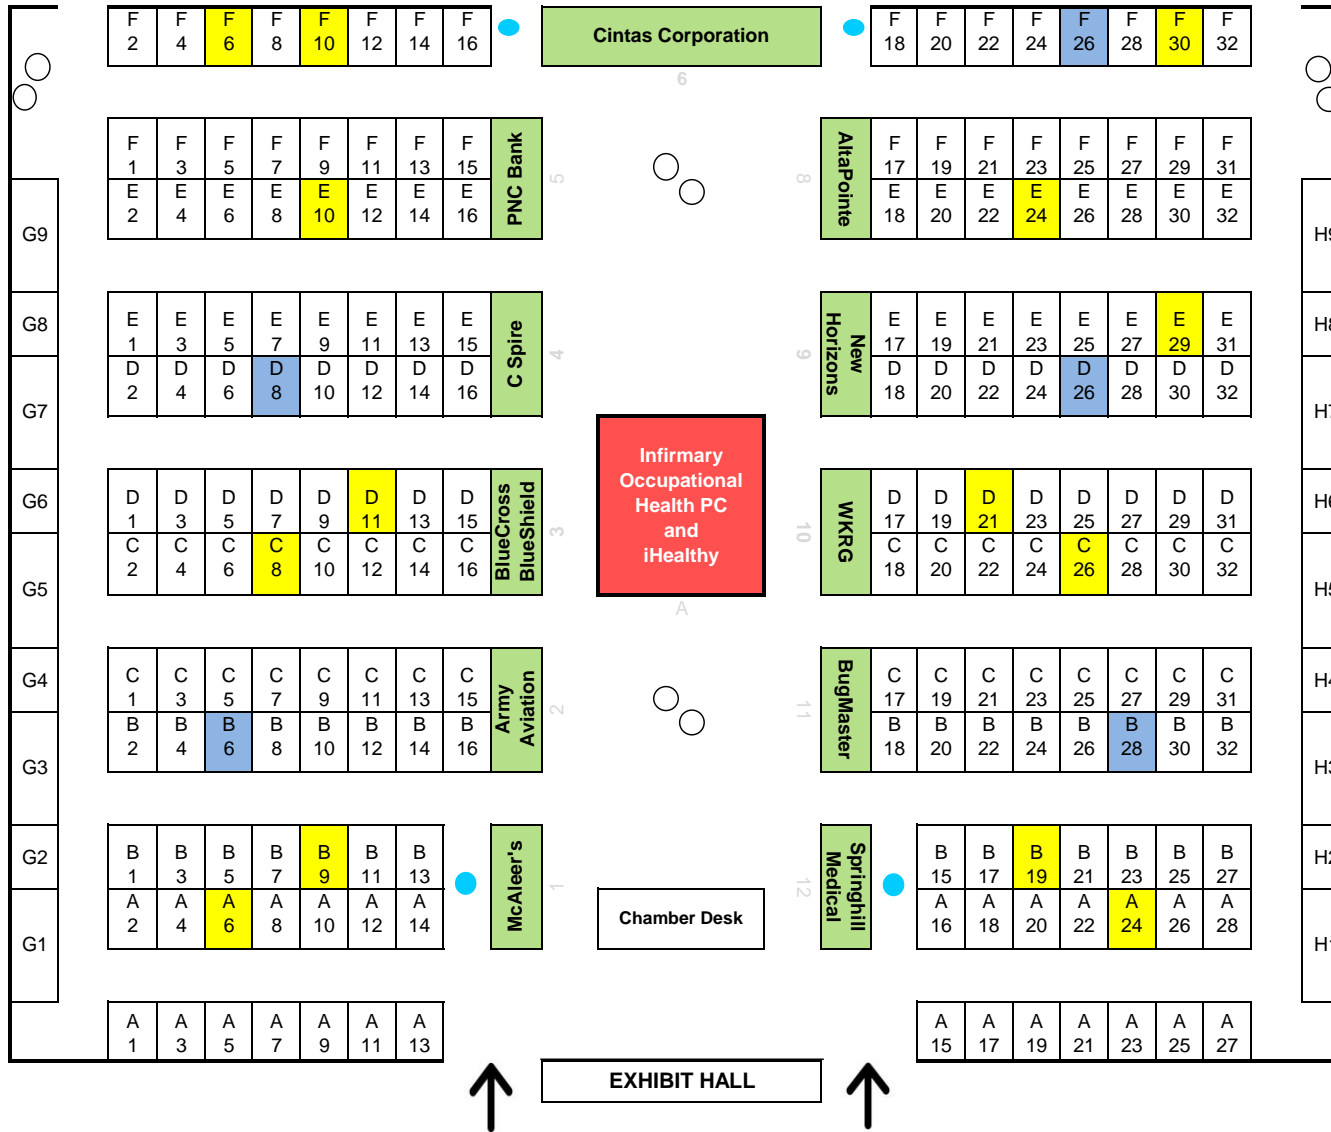 F 2 F 4 F 6 F 8 F 10 F 12 F 14 F 16 Cintas Corporation F 18 F 20 F 22 F 24 F 26 F 28 F 30 F 32
6
F 1 F 3 F 5 F 7 F 9 F 11 F 13 F 15 PNC Bank 5 8 AltaPointe F 17 F 19 F 21 F 23 F 25 F 27 F 29 F 31
E 2 E 4 E 6 E 8 E 10 E 12 E 14 E 16 E 18 E 20 E 22 E 24 E 26 E 28 E 30 E 32
G9 H9
G8 E 1 E 3 E 5 E 7 E 9 E 11 E 13 E 15 C Spire 4 9 New Horizons E 17 E 19 E 21 E 23 E 25 E 27 E 29 E 31 H8
D 2 D 4 D 6 D 8 D 10 D 12 D 14 D 16 D 18 D 20 D 22 D 24 D 26 D 28 D 30 D 32
G7 H7
Infirmary
Occupational
Health PC
and
iHealthy
G6 D 1 D 3 D 5 D 7 D 9 D 11 D 13 D 15 BlueCross BlueShield 3 10 WKRG D 17 D 19 D 21 D 23 D 25 D 27 D 29 D 31 H6
C 2 C 4 C 6 C 8 C 10 C 12 C 14 C 16 C 18 C 20 C 22 C 24 C 26 C 28 C 30 C 32
G5 H5
A
G4 C 1 C 3 C 5 C 7 C 9 C 11 C 13 C 15 Army Aviation 2 11 BugMaster C 17 C 19 C 21 C 23 C 25 C 27 C 29 C 31 H4
B 2 B 4 B 6 B 8 B 10 B 12 B 14 B 16 B 18 B 20 B 22 B 24 B 26 B 28 B 30 B 32
G3 H3
G2 B 1 B 3 B 5 B 7 B 9 B 11 B 13 McAleer's 1 12 Springhill Medical B 15 B 17 B 19 B 21 B 23 B 25 B 27 H2
A 2 A 4 A 6 A 8 A 10 A 12 A 14 Chamber Desk A 16 A 18 A 20 A 22 A 24 A 26 A 28
G1 H1
A 1 A 3 A 5 A 7 A 9 A 11 A 13 A 15 A 17 A 19 A 21 A 23 A 25 A 27
EXHIBIT HALL